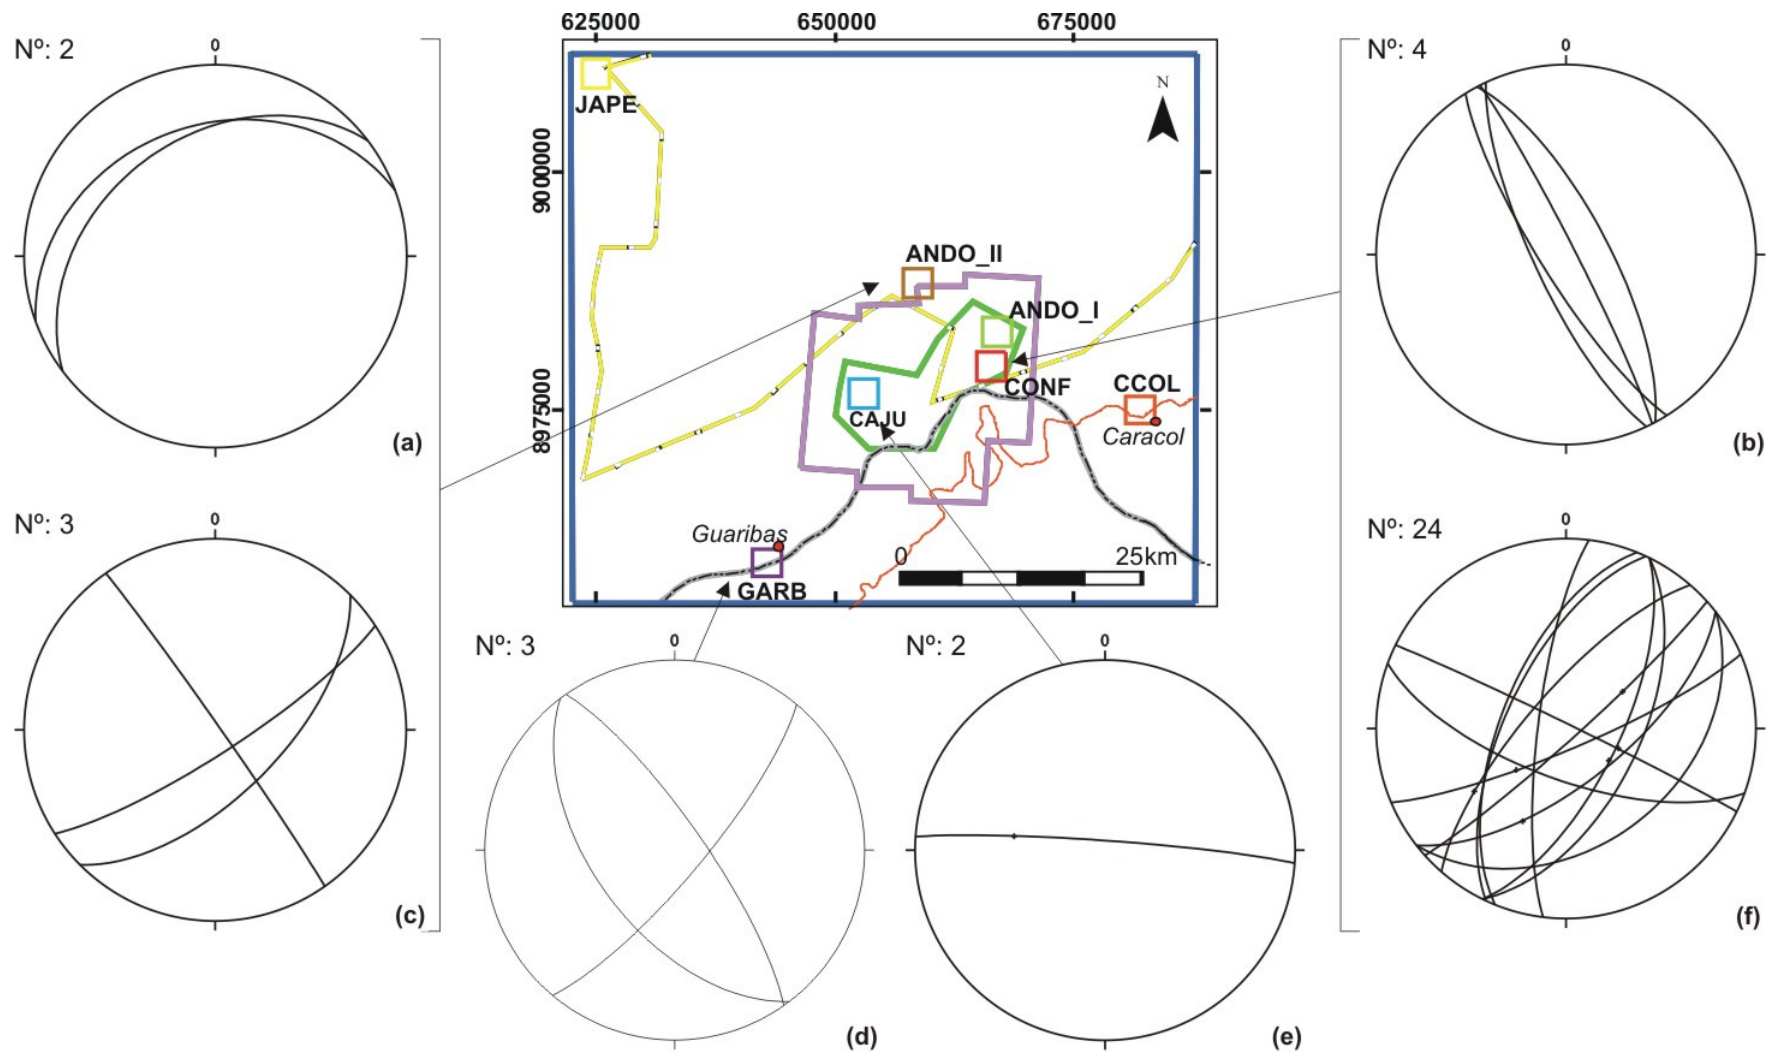 625000 650000 675000
Nº: 2
0
(a)
Nº: 3
0
(c)
9000000
8975000
N
JAPE
ANDO_II
ANDO_I
CONF
CAJU
CCOL
Caracol
Guaribas
GARB
0 25km
Nº: 4
0
(b)
Nº: 24
0
(f)
Nº: 3
0
(d)
Nº: 2
0
(e)